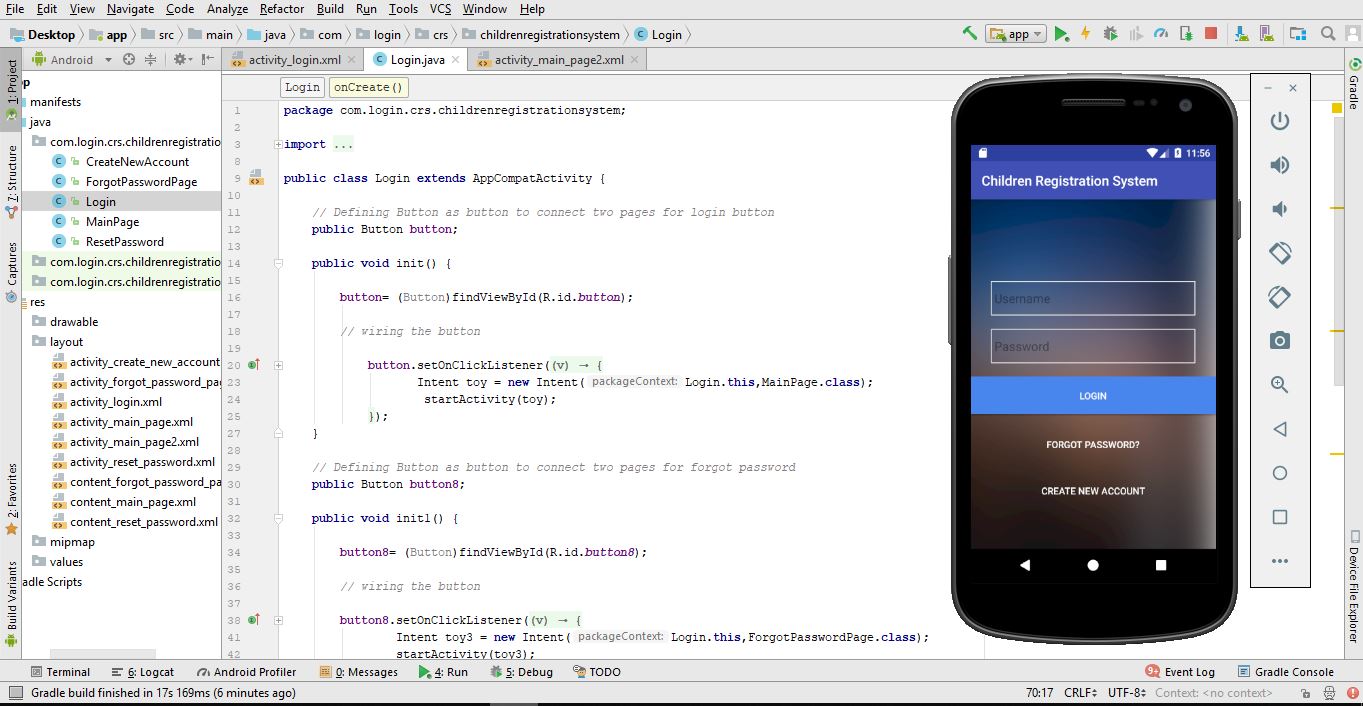 File Edit View Navigate Code Analyze Refactor Build Run Tools VCS Window Help
Desktop app src main java com login crs childrenregistrationsystem Login app
Android activity_login.xml Login.java activity_main_page2.xml
Login onCreate()
1: Project
7: Structure
Captures
2: Favorites
Build Variants
manifests
java
com.login.crs.childrenregistratio
CreateNewAccount
ForgotPasswordPage
Login
MainPage
ResetPassword
com.login.crs.childrenregistratio
com.login.crs.childrenregistratio
res
drawable
layout
activity_create_new_account
activity_forgot_password_pa
activity_login.xml
activity_main_page.xml
activity_main_page2.xml
activity_reset_password.xml
content_forgot_password_pa
content_main_page.xml
content_reset_password.xml
mipmap
values
adle Scripts
1 package com.login.crs.childrenregistrationsystem;
2
3 import ...
8
9 public class Login extends AppCompatActivity {
10
11 // Defining Button as button to connect two pages for login button
12 public Button button;
13
14 public void init() {
15
16 button= (Button)findViewById(R.id.button);
17
18 // wiring the button
19
20 button.setOnClickListener((v) → {
23 Intent toy = new Intent( packageContext: Login.this,MainPage.class);
24 startActivity(toy);
25 });
27 }
28
29 // Defining Button as button to connect two pages for forgot password
30 public Button button8;
31
32 public void init1() {
33
34 button8= (Button)findViewById(R.id.button8);
35
36 // wiring the button
37
38 button8.setOnClickListener((v) → {
41 Intent toy3 = new Intent( packageContext: Login.this,ForgotPasswordPage.class);
42 startActivity(toy3);
11:56
Children Registration System
Username
Password
LOGIN
FORGOT PASSWORD?
CREATE NEW ACCOUNT
Gradle
Device File Explorer
Terminal 6: Logcat Android Profiler 0: Messages 4: Run 5: Debug TODO 9+ Event Log Gradle Console
Gradle build finished in 17s 169ms (6 minutes ago) 70:17 CRLF UTF-8 Context: <no context>